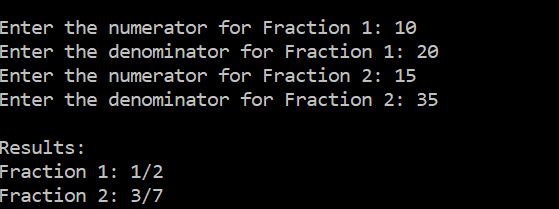 Enter the numerator for Fraction 1: 10
Enter the denominator for Fraction 1: 20
Enter the numerator for Fraction 2: 15
Enter the denominator for Fraction 2: 35
Results:
Fraction 1: 1/2
Fraction 2: 3/7